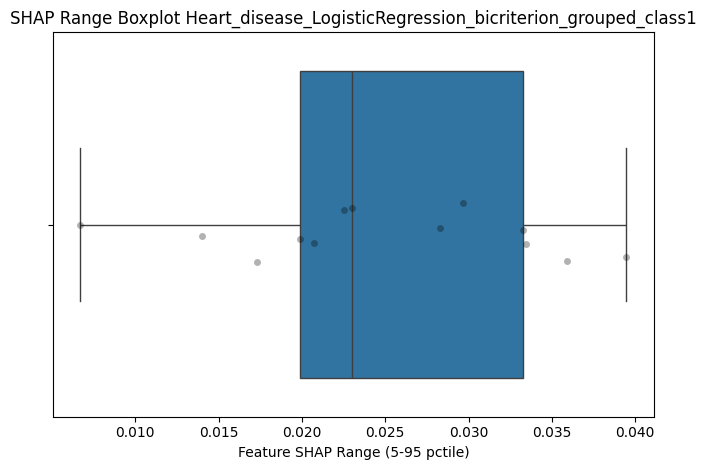 SHAP Range Boxplot Heart_disease_LogisticRegression_bicriterion_grouped_class1
0.010 0.015 0.020 0.025 0.030 0.035 0.040
Feature SHAP Range (5-95 pctile)